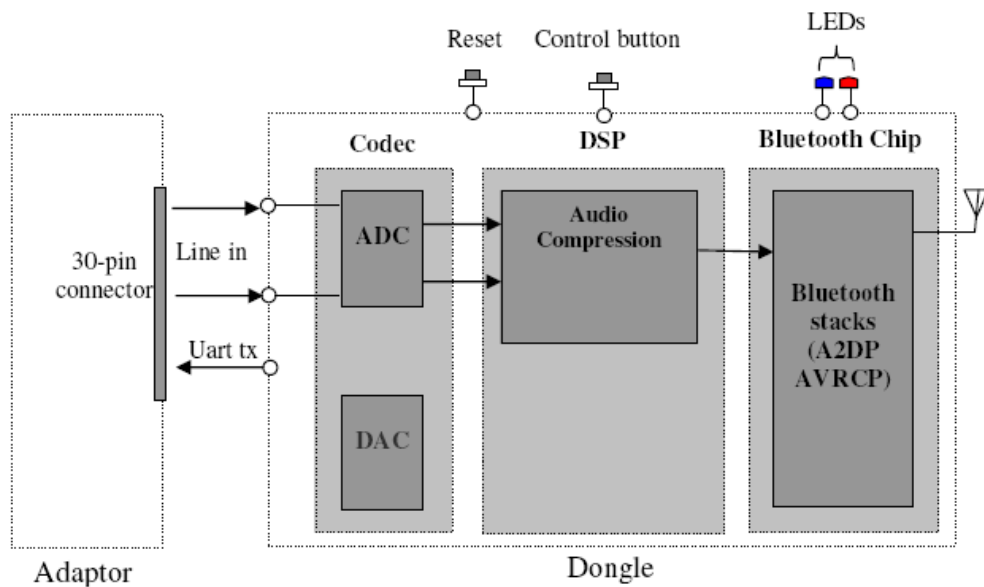 Reset
Control button
LEDs
Codec
DSP
Bluetooth Chip
ADC
Audio
Compression
Line in
30-pin
connector
Bluetooth
stacks
(A2DP
AVRCP)
Uart tx
DAC
Adaptor
Dongle